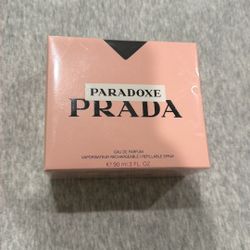 PARADOXE
PRADA
EAU DE PARFUM
VAPORISATEUR RECHARGEABLE / REFILLABLE SPRAY
℮ 90 ml 3 FL. OZ